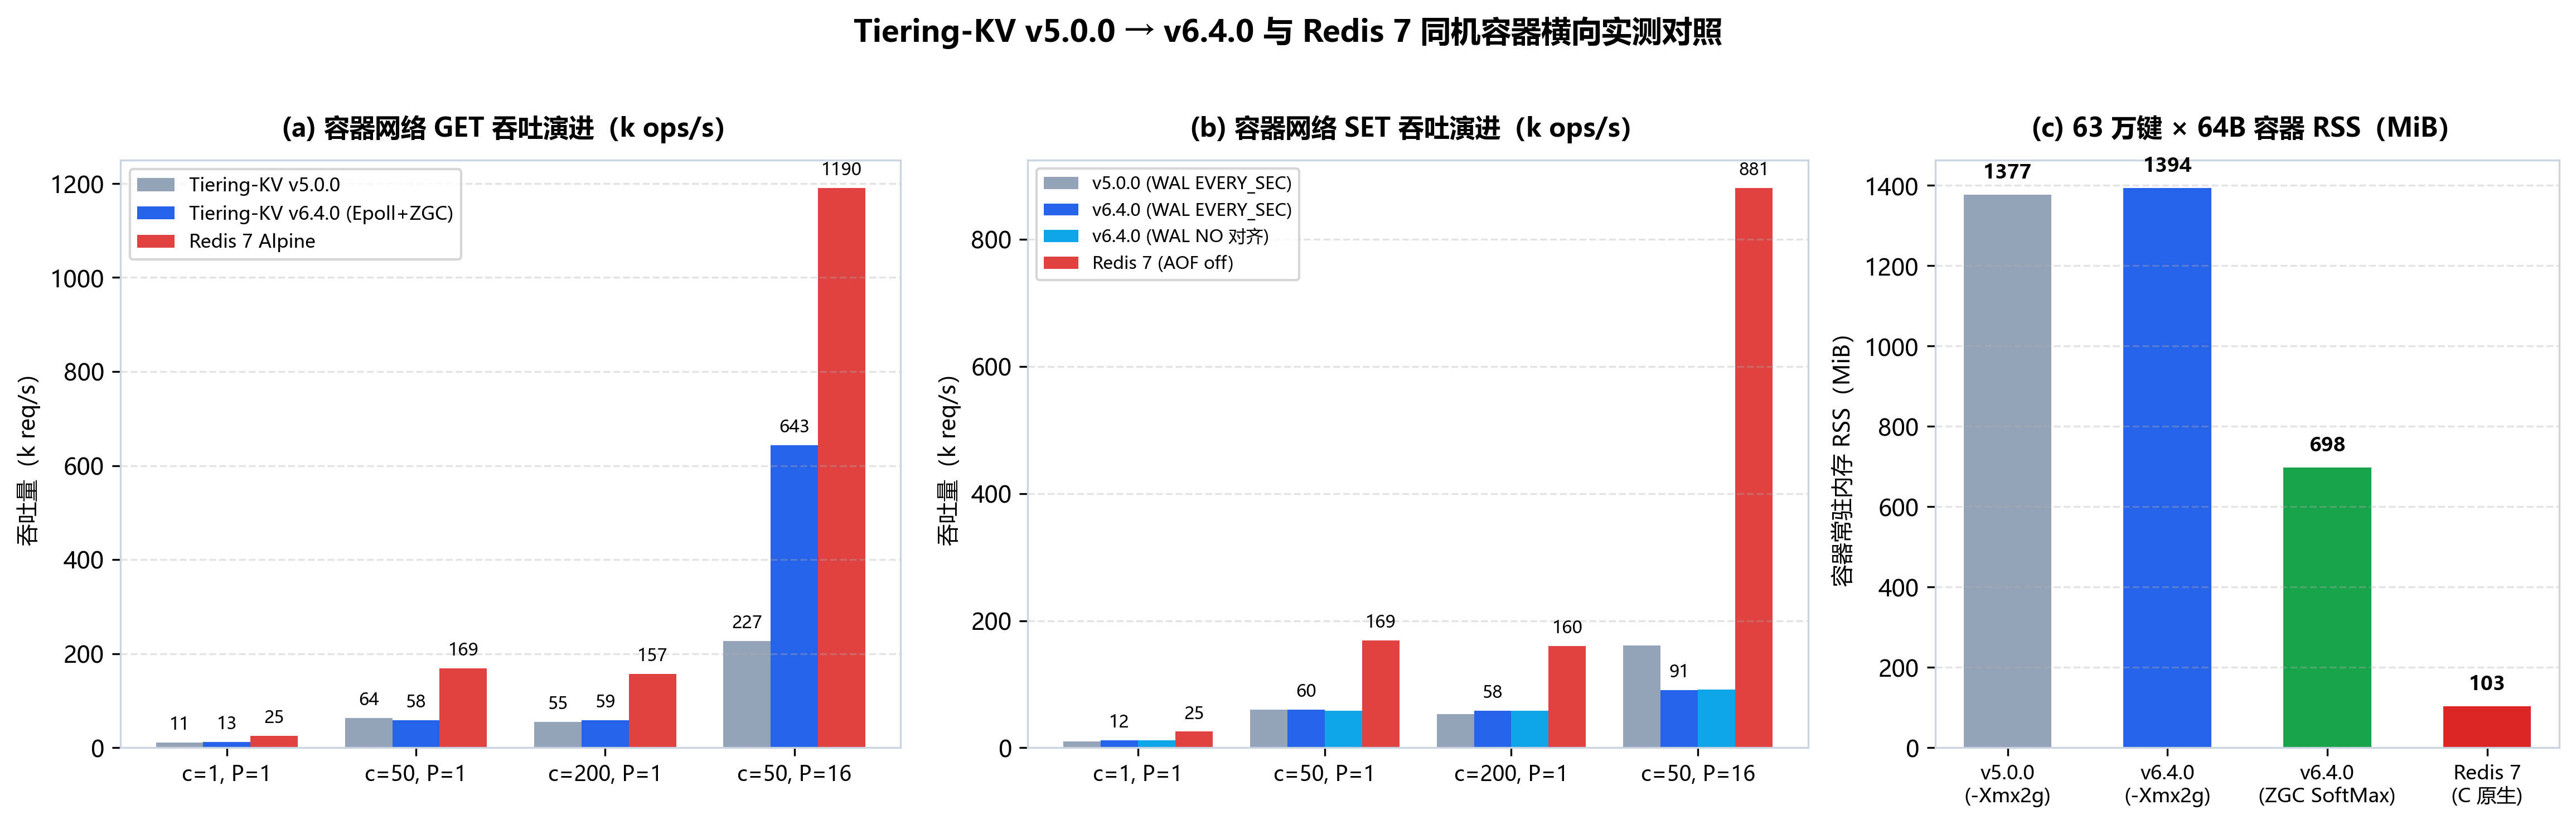 Tiering-KV v5.0.0 → v6.4.0 与 Redis 7 同机容器横向实测对照
(a) 容器网络 GET 吞吐演进（k ops/s）
吞吐量（k req/s）
1200
1000
800
600
400
200
0
Tiering-KV v5.0.0
Tiering-KV v6.4.0 (Epoll+ZGC)
Redis 7 Alpine
11
13
25
64
58
169
55
59
157
227
643
1190
c=1, P=1
c=50, P=1
c=200, P=1
c=50, P=16
(b) 容器网络 SET 吞吐演进（k ops/s）
吞吐量（k req/s）
800
600
400
200
0
v5.0.0 (WAL EVERY_SEC)
v6.4.0 (WAL EVERY_SEC)
v6.4.0 (WAL NO 对齐)
Redis 7 (AOF off)
12
25
60
169
58
160
91
881
c=1, P=1
c=50, P=1
c=200, P=1
c=50, P=16
(c) 63 万键 × 64B 容器 RSS（MiB）
容器常驻内存 RSS（MiB）
1400
1200
1000
800
600
400
200
0
1377
1394
698
103
v5.0.0
(-Xmx2g)
v6.4.0
(-Xmx2g)
v6.4.0
(ZGC SoftMax)
Redis 7
(C 原生)